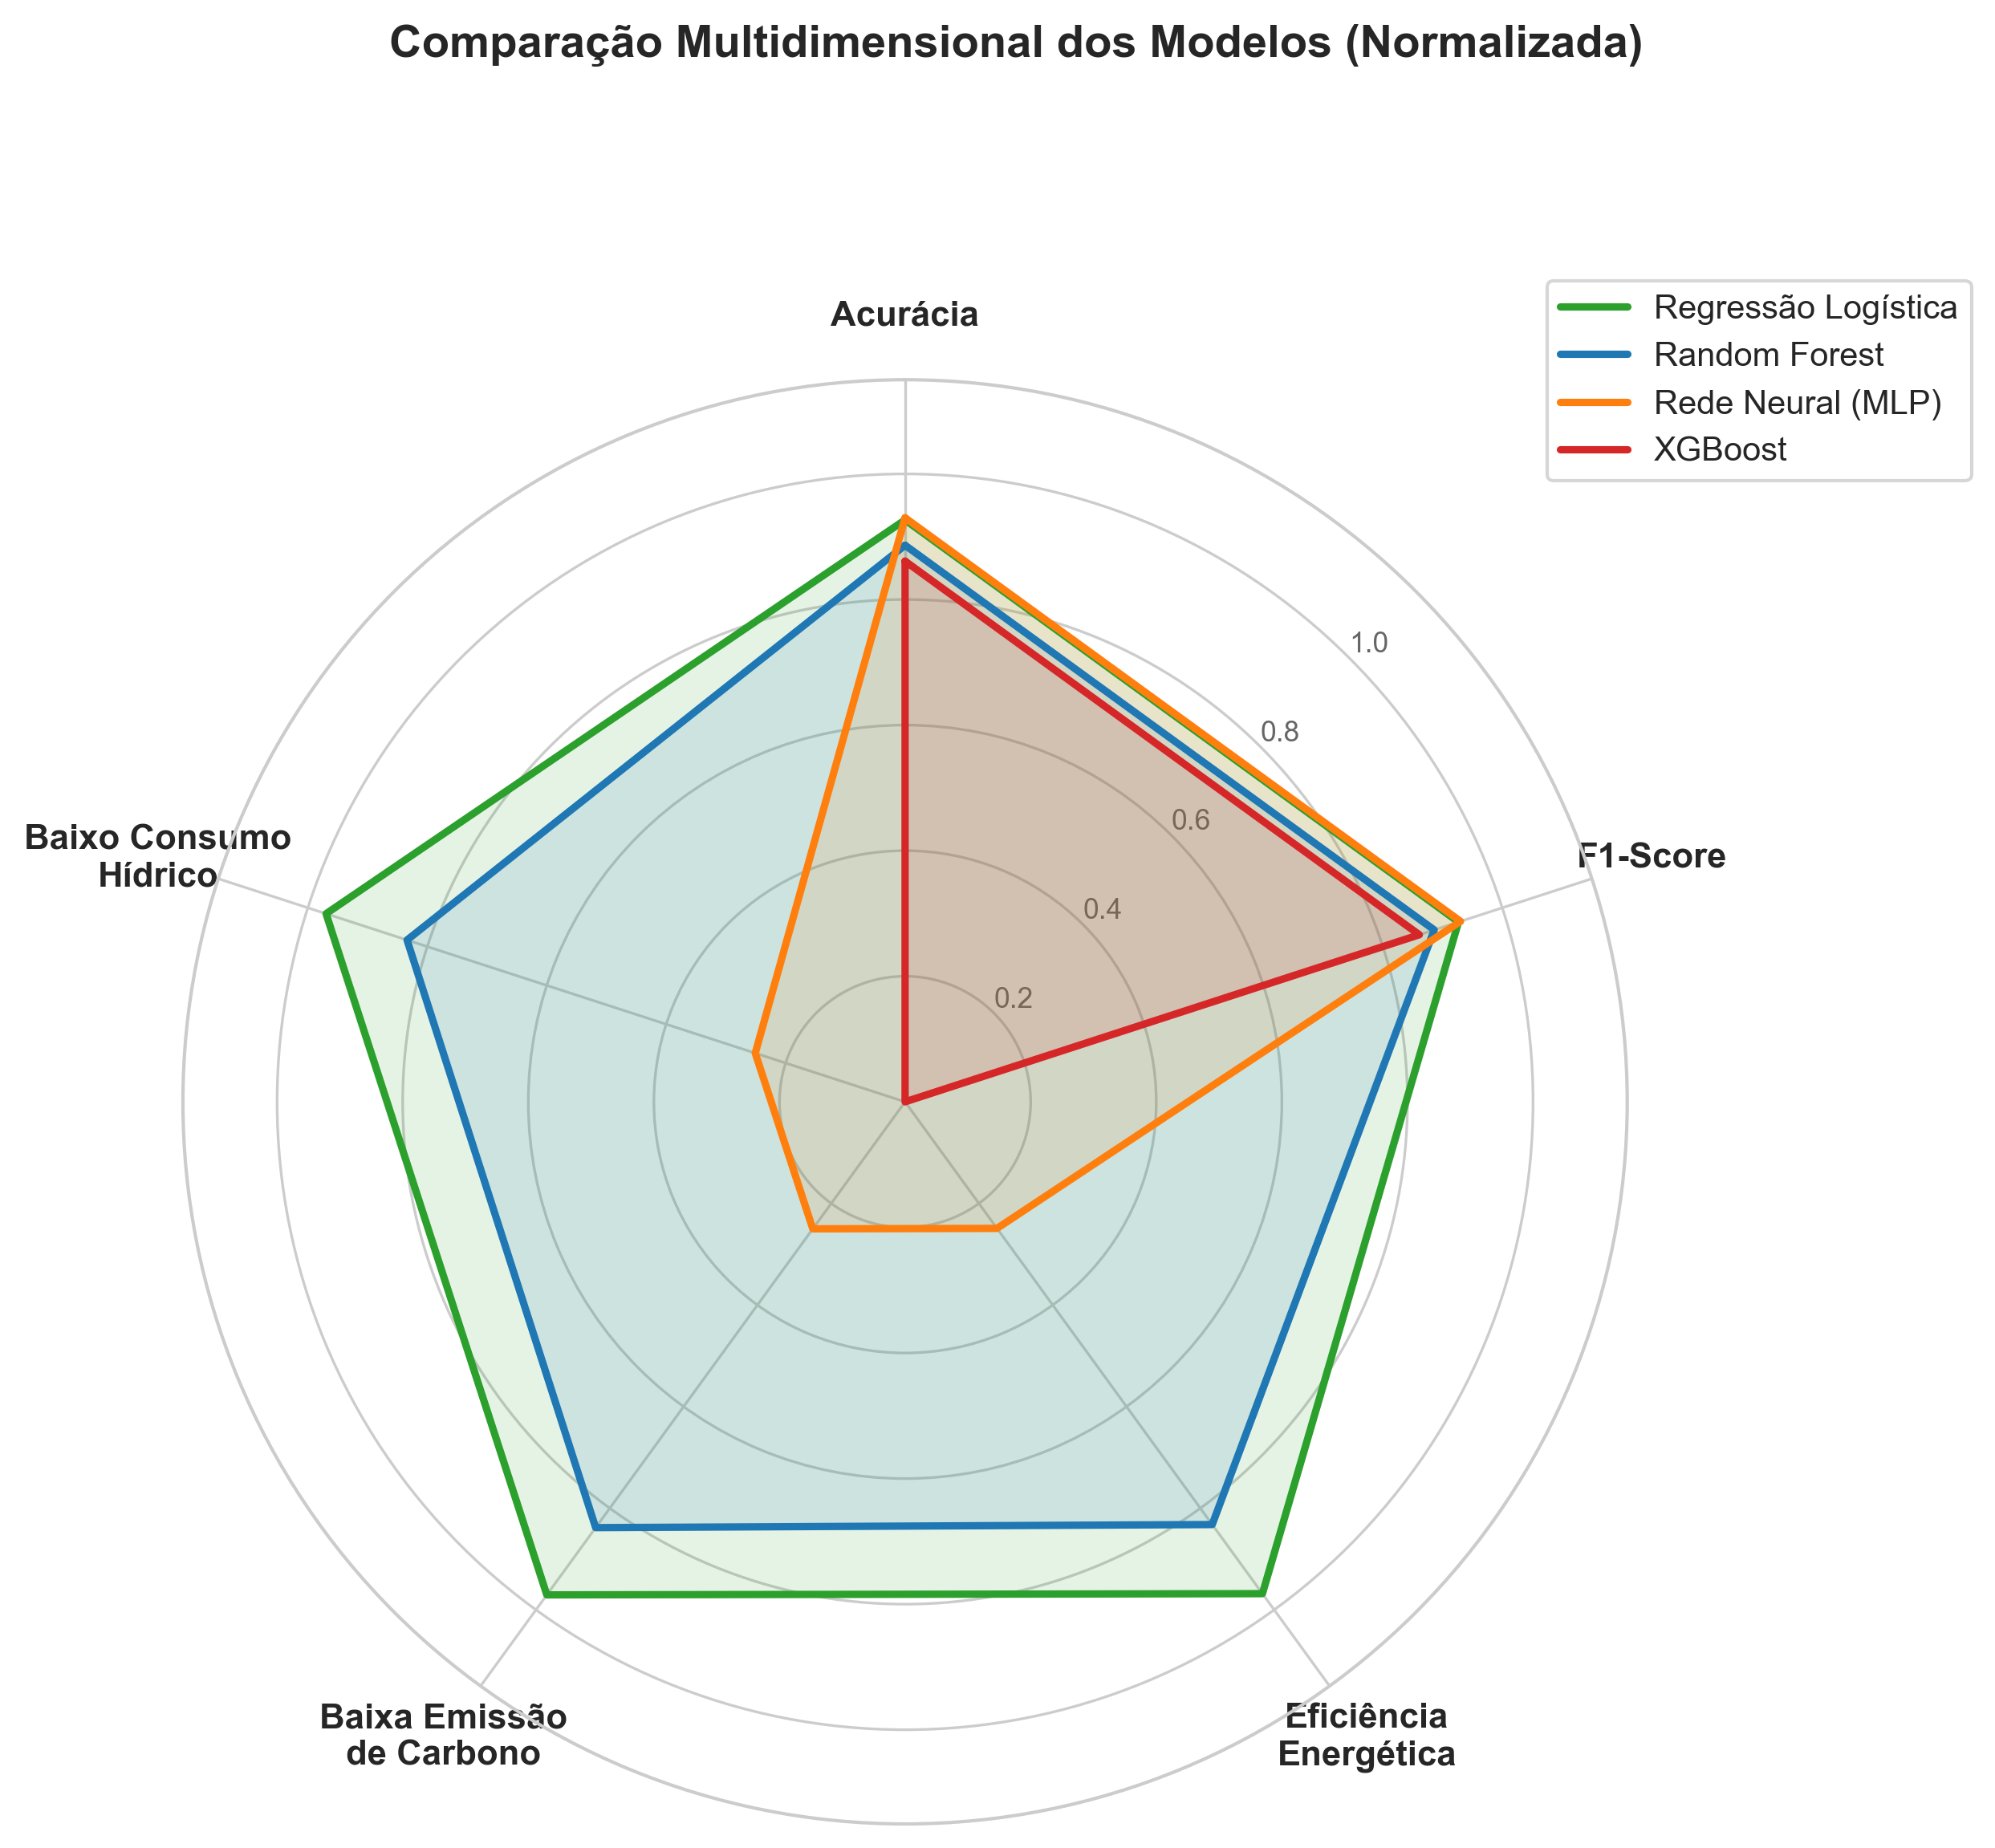 Comparação Multidimensional dos Modelos (Normalizada)
Regressão Logística
Random Forest
Rede Neural (MLP)
XGBoost
Acurácia
1.0
0.8
0.6
0.4
0.2
Baixo Consumo
Hídrico
F1-Score
Baixa Emissão
de Carbono
Eficiência
Energética